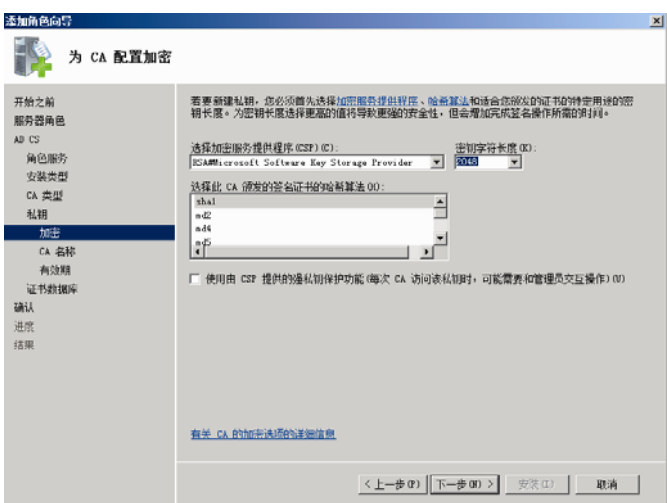 添加角色向导
为 CA 配置加密
开始之前
服务器角色
AD CS
角色服务
安装类型
CA 类型
私钥
加密
CA 名称
有效期
证书数据库
确认
进度
结果
若要新建私钥，您必须首先选择加密服务提供程序、哈希算法和适合您颁发的证书的特定用途的密
钥长度。为密钥长度选择更高的值将导致更强的安全性，但会增加完成签名操作所需的时间。
选择加密服务提供程序(CSP)(C):
密钥字符长度(K):
RSA#Microsoft Software Key Storage Provider
2048
选择此 CA 颁发的签名证书的哈希算法(H):
sha1
md2
md4
md5
使用由 CSP 提供的强私钥保护功能(每次 CA 访问该私钥时，可能需要和管理员交互操作)(U)
有关 CA 的加密选项的详细信息
< 上一步(P)
下一步(N) >
安装(I)
取消